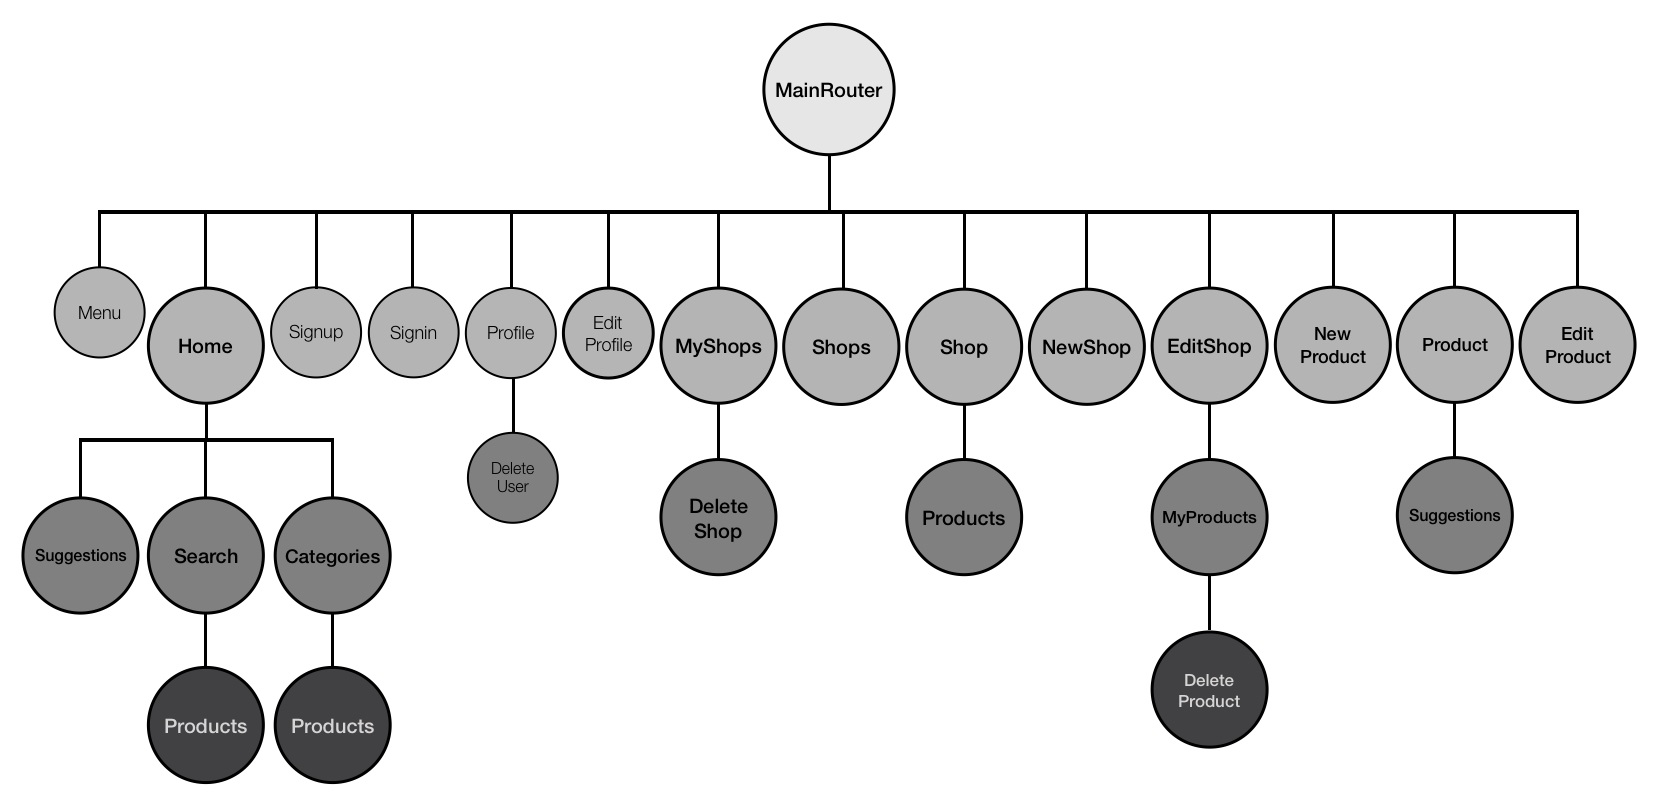 MainRouter
Menu
Home
Signup
Signin
Profile
Edit
Profile
MyShops
Shops
Shop
NewShop
EditShop
New
Product
Product
Edit
Product
Delete
User
Suggestions
Search
Categories
Delete
Shop
Products
MyProducts
Suggestions
Products
Products
Delete
Product